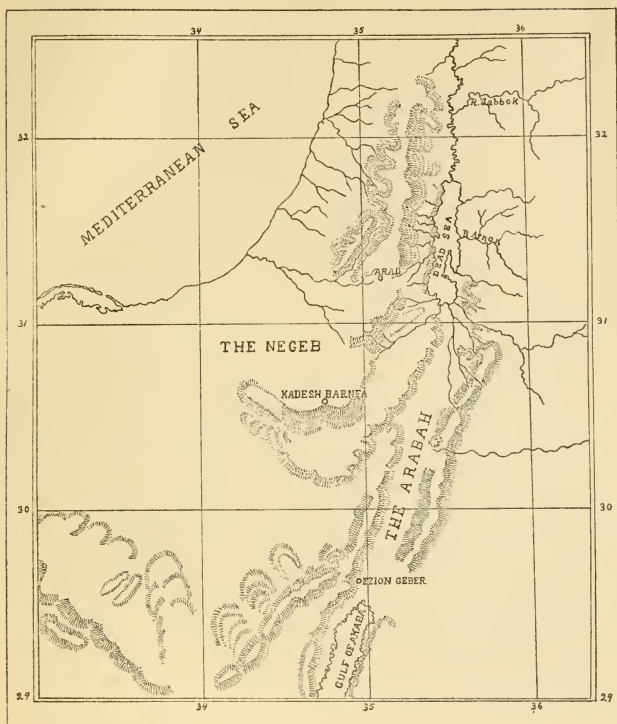 34 35 36
MEDITERRANEAN SEA
R. Jabbok
32 32
R. Arnon
DEAD SEA
ARAD
31 31
THE NEGEB
KADESH BARNEA
THE ARABAH
30 30
EZION GEBER
GULF OF AKABA
29 29
34 35 36